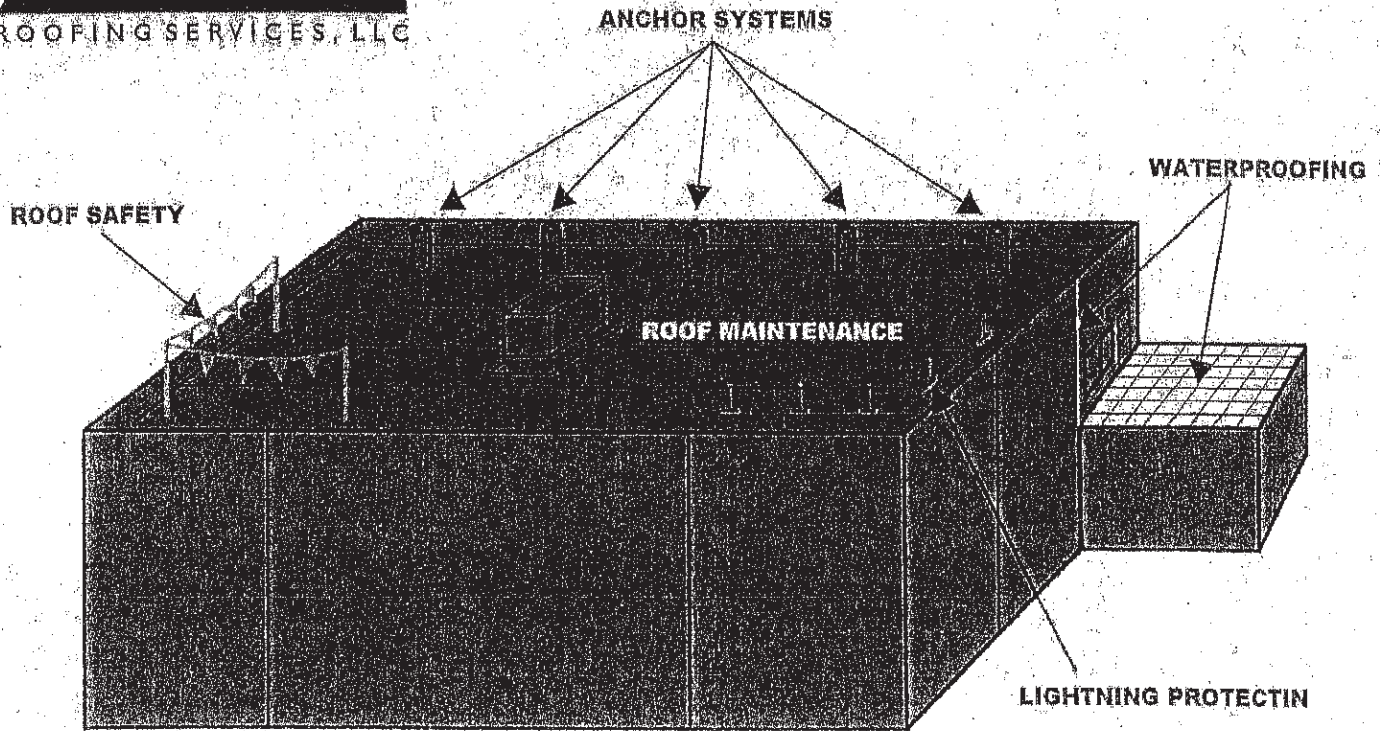 ROOFING SERVICES, LLC
ANCHOR SYSTEMS
WATERPROOFING
ROOF SAFETY
ROOF MAINTENANCE
LIGHTNING PROTECTIN